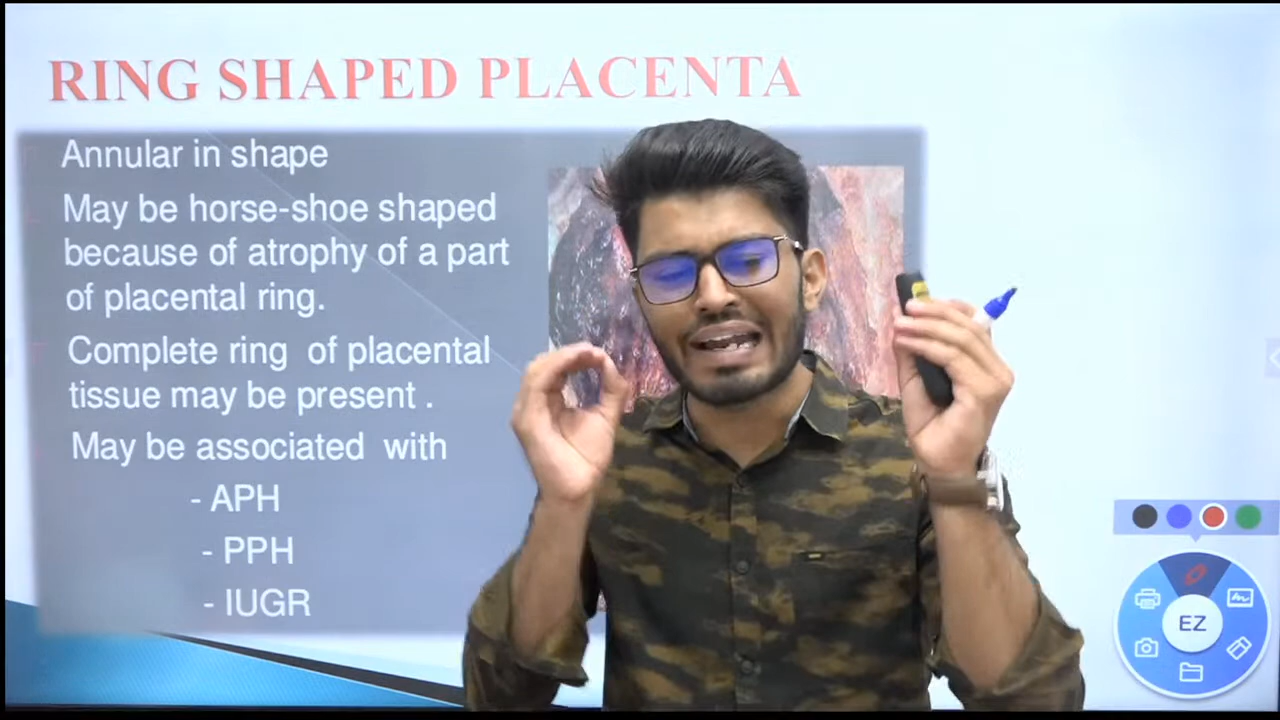 RING SHAPED PLACENTA
Annular in shape
May be horse-shoe shaped
because of atrophy of a part
of placental ring.
Complete ring of placental
tissue may be present .
May be associated with
- APH
- PPH
- IUGR
EZ